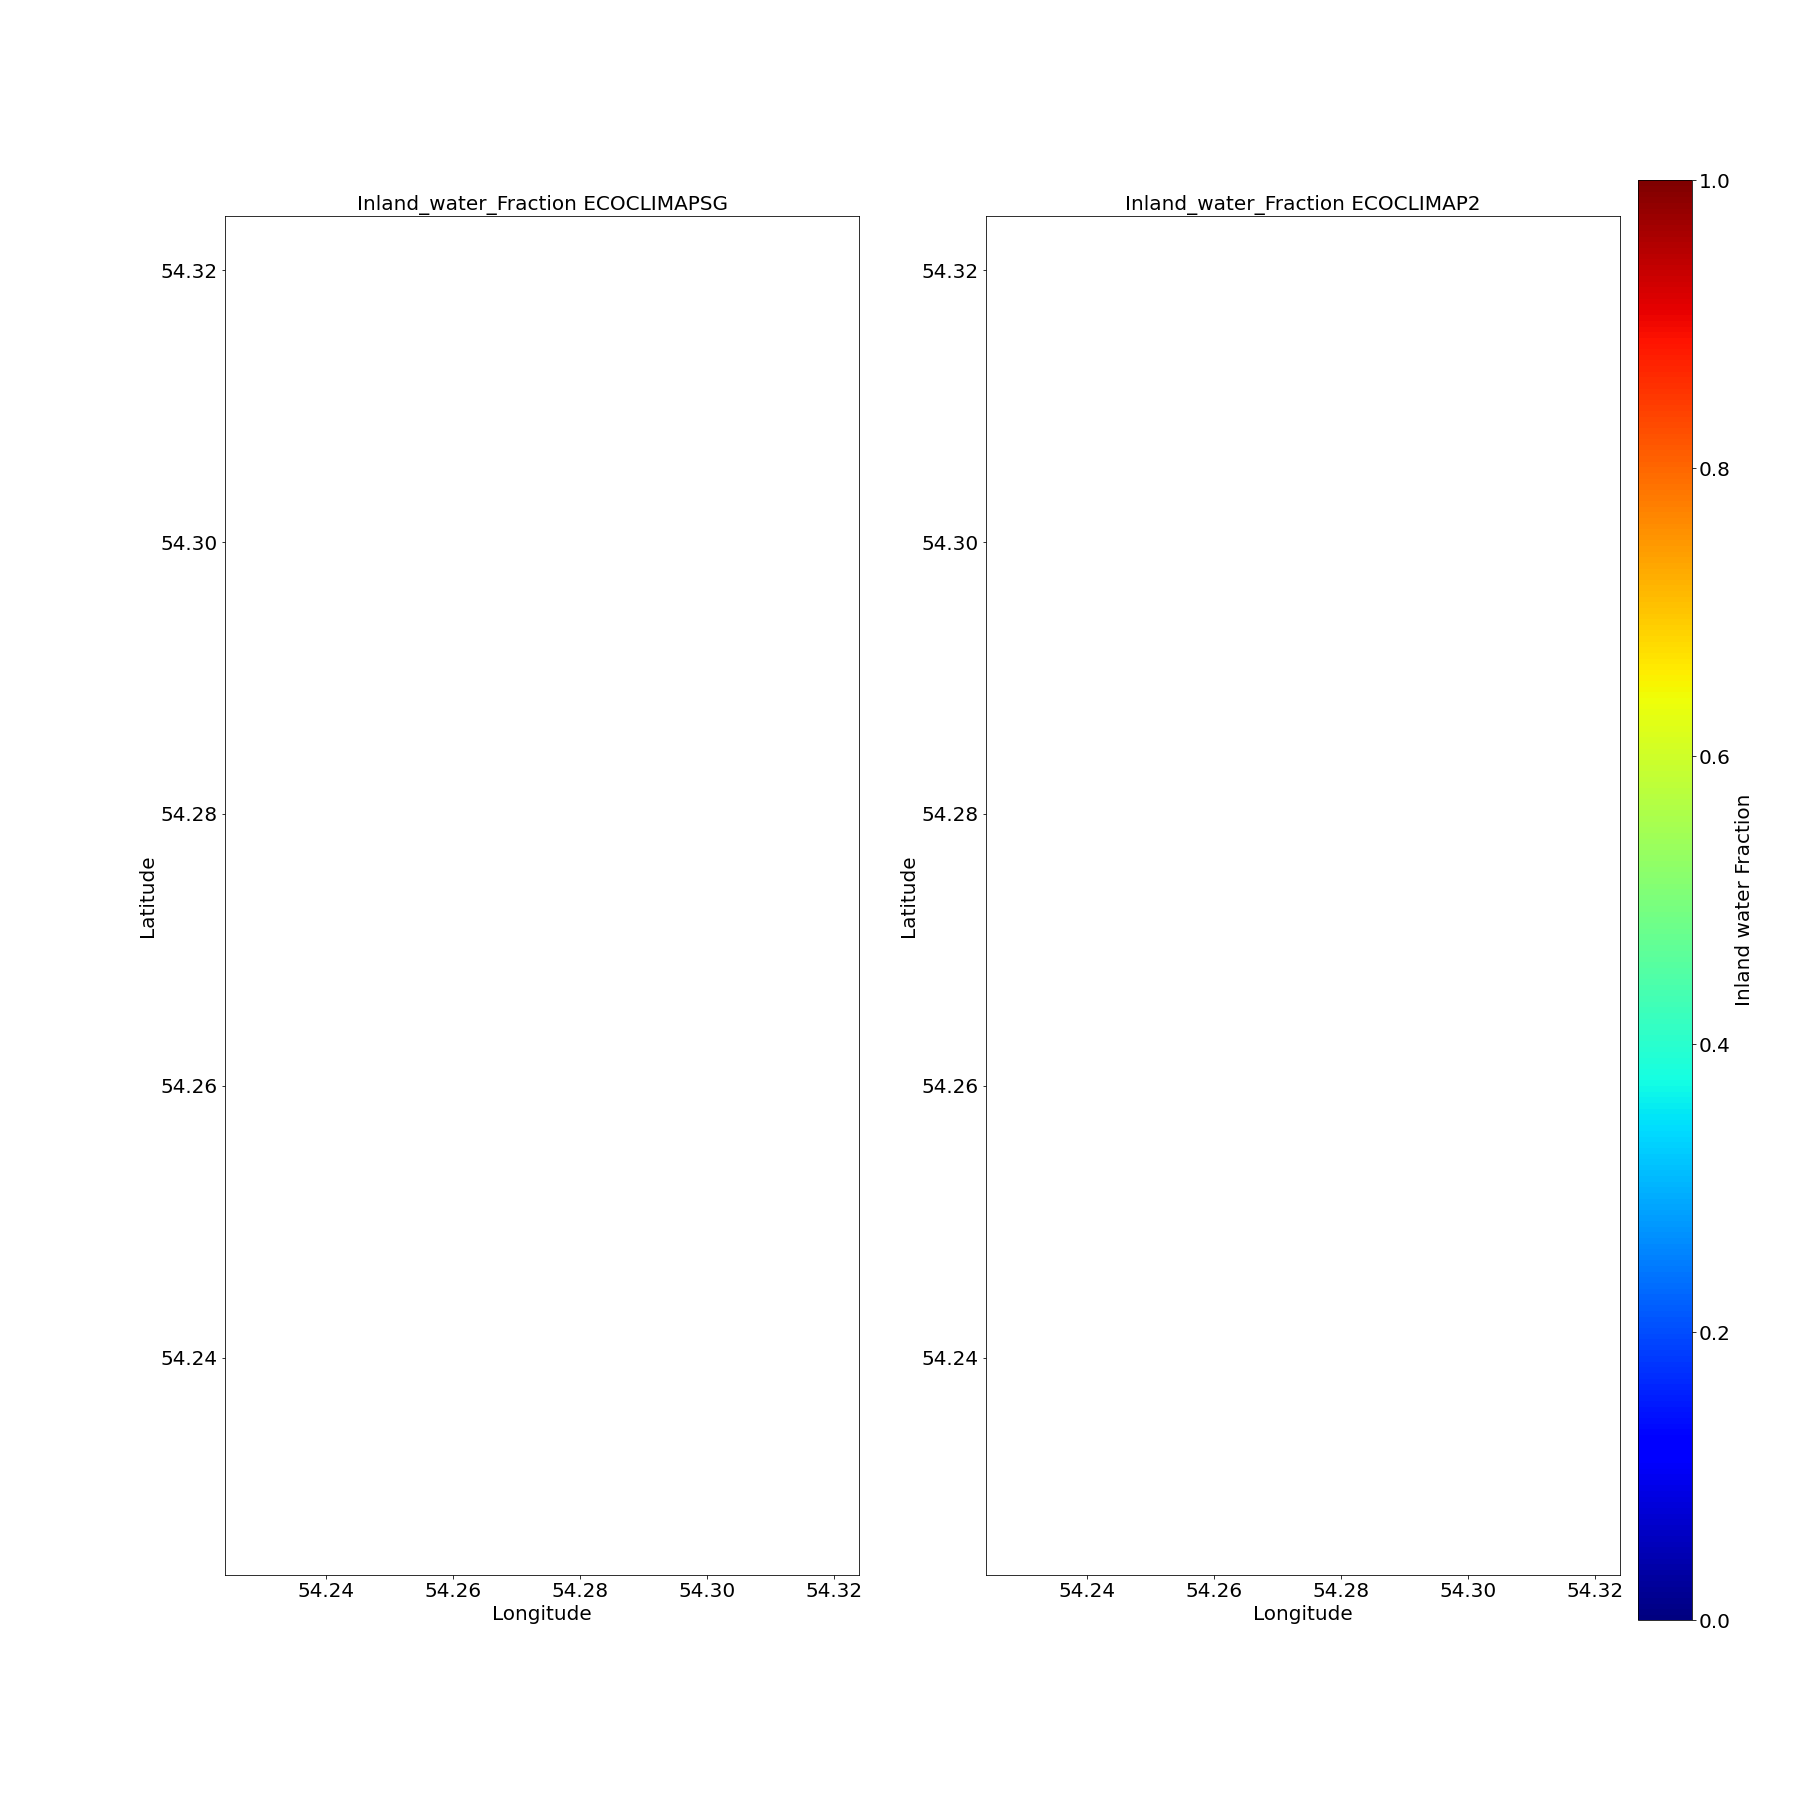 Inland_water_Fraction ECOCLIMAPSG
54.32
54.30
54.28
54.26
54.24
Latitude
54.24 54.26 54.28 54.30 54.32
Longitude
Inland_water_Fraction ECOCLIMAP2
54.32
54.30
54.28
54.26
54.24
Latitude
54.24 54.26 54.28 54.30 54.32
Longitude
1.0
0.8
0.6
0.4
0.2
0.0
Inland water Fraction